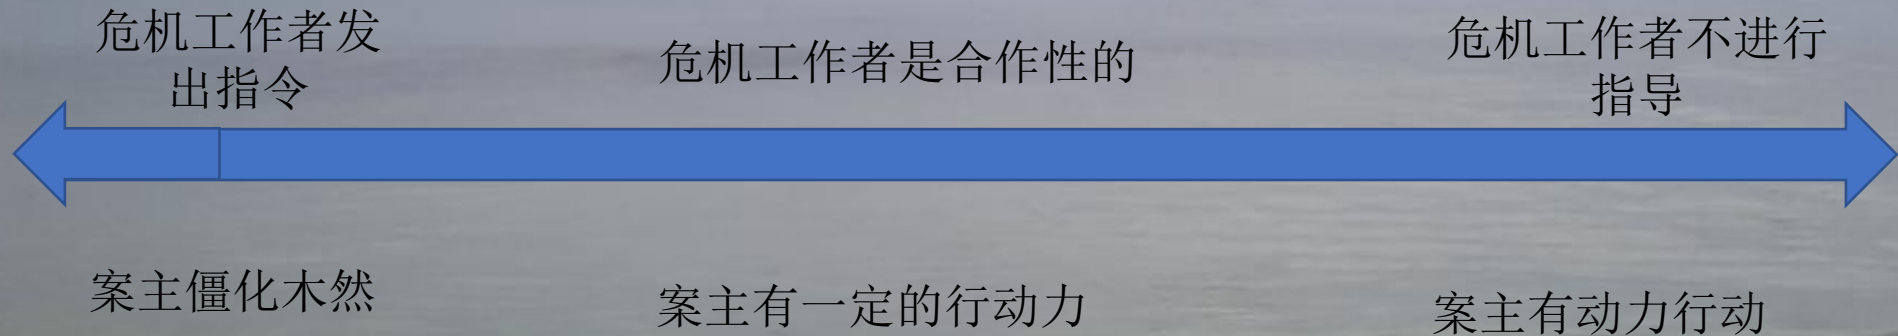 危机工作者发
出指令
危机工作者是合作性的
危机工作者不进行
指导
案主僵化木然
案主有一定的行动力
案主有动力行动